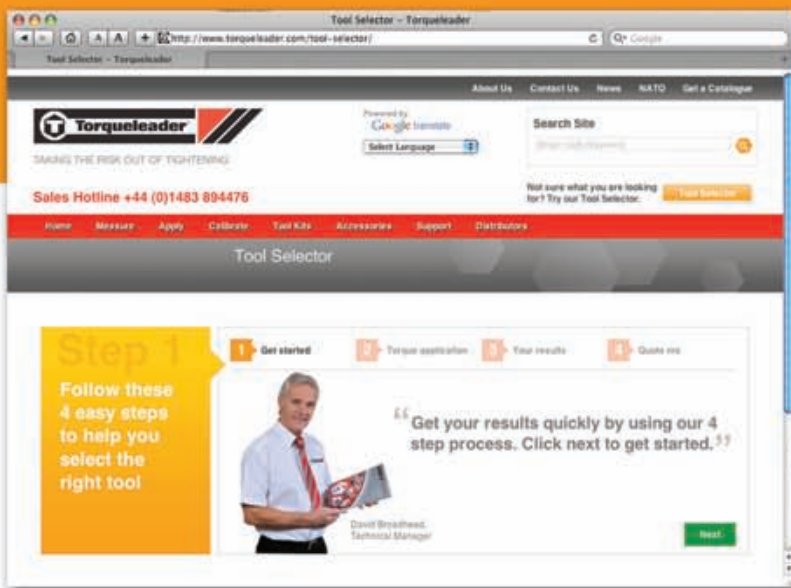 Tool Selector – Torqueleader
http://www.torqueleader.com/tool-selector/
Google
Tool Selector – Torqueleader
About Us Contact Us News NATO Get a Catalogue
Torqueleader
TAKING THE RISK OUT OF TIGHTENING
Powered by
Google translate
Select Language
Search Site
Sales Hotline +44 (0)1483 894476
Not sure what you are looking
for? Try our Tool Selector.
Tool Selector
Home Measure Apply Calibrate Tool Kits Accessories Support Distributors
Tool Selector
Step 1
Follow these
4 easy steps
to help you
select the
right tool
1 Get started 2 Torque application 3 Your results 4 Quote me
“Get your results quickly by using our 4
step process. Click next to get started.”
David Broadhead,
Technical Manager
Next